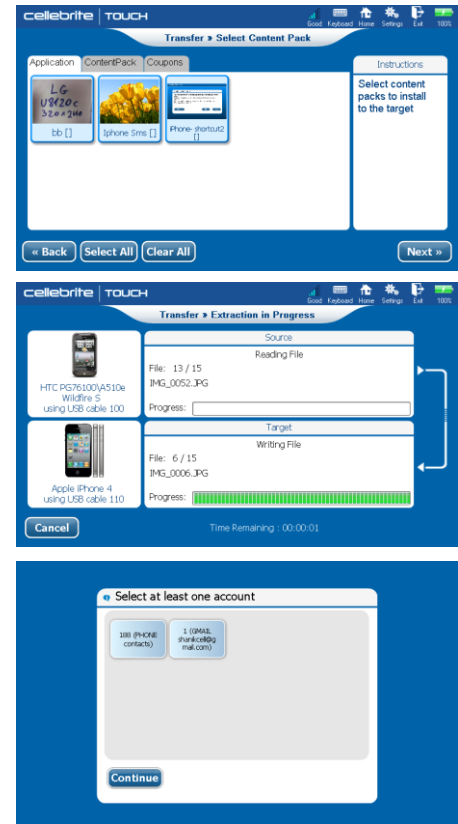 cellebrite TOUCH
Good Keyboard Home Settings Exit 100%
Transfer » Select Content Pack
Application ContentPack Coupons
Instructions
Select content
packs to install
to the target
LG
U8120c
320x240
bb []
Iphone Sms []
Phone- shortcut2
[]
« Back Select All Clear All Next »
cellebrite TOUCH
Good Keyboard Home Settings Exit 100%
Transfer » Extraction in Progress
Source
Reading File
File: 13 / 15
IMG_0052.JPG
Progress:
HTC PG76100\A510e
Wildfire S
using USB cable 100
Target
Writing File
File: 6 / 15
IMG_0006.JPG
Progress:
Apple iPhone 4
using USB cable 110
Cancel
Time Remaining : 00:00:01
Select at least one account
188 (PHONE
contacts)
1 (GMAIL
shankcell@g
mail.com)
Continue